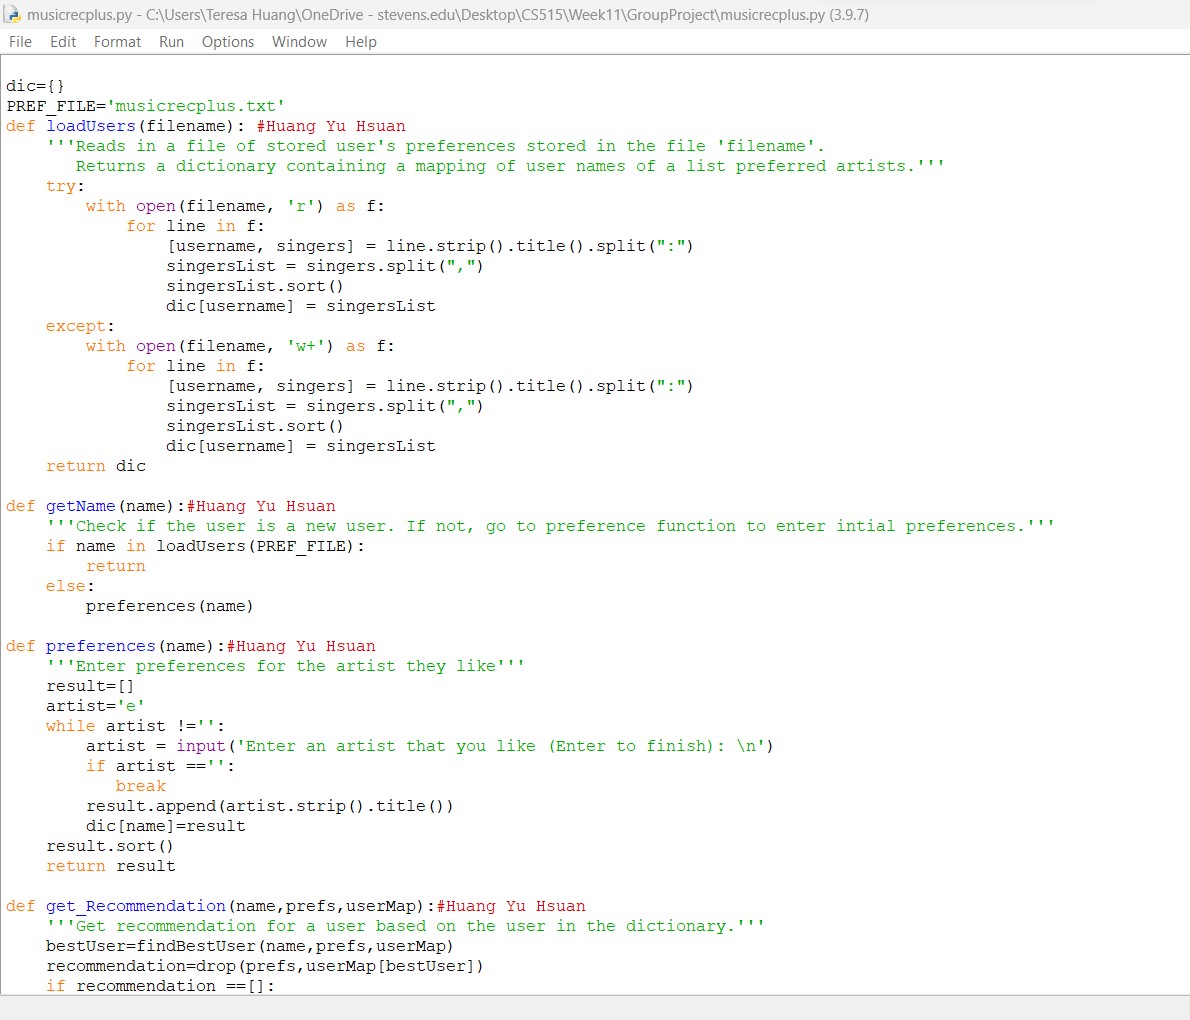 musicrecplus.py - C:\Users\Teresa Huang\OneDrive - stevens.edu\Desktop\CS515\Week11\GroupProject\musicrecplus.py (3.9.7)
File Edit Format Run Options Window Help
dic={}
PREF_FILE='musicrecplus.txt'
def loadUsers(filename): #Huang Yu Hsuan
    '''Reads in a file of stored user's preferences stored in the file 'filename'.
       Returns a dictionary containing a mapping of user names of a list preferred artists.'''
    try:
        with open(filename, 'r') as f:
            for line in f:
                [username, singers] = line.strip().title().split(":")
                singersList = singers.split(",")
                singersList.sort()
                dic[username] = singersList
    except:
        with open(filename, 'w+') as f:
            for line in f:
                [username, singers] = line.strip().title().split(":")
                singersList = singers.split(",")
                singersList.sort()
                dic[username] = singersList
    return dic

def getName(name):#Huang Yu Hsuan
    '''Check if the user is a new user. If not, go to preference function to enter intial preferences.'''
    if name in loadUsers(PREF_FILE):
        return
    else:
        preferences(name)

def preferences(name):#Huang Yu Hsuan
    '''Enter preferences for the artist they like'''
    result=[]
    artist='e'
    while artist !='':
        artist = input('Enter an artist that you like (Enter to finish): \n')
        if artist =='':
           break
        result.append(artist.strip().title())
        dic[name]=result
    result.sort()
    return result

def get_Recommendation(name,prefs,userMap):#Huang Yu Hsuan
    '''Get recommendation for a user based on the user in the dictionary.'''
    bestUser=findBestUser(name,prefs,userMap)
    recommendation=drop(prefs,userMap[bestUser])
    if recommendation ==[]: